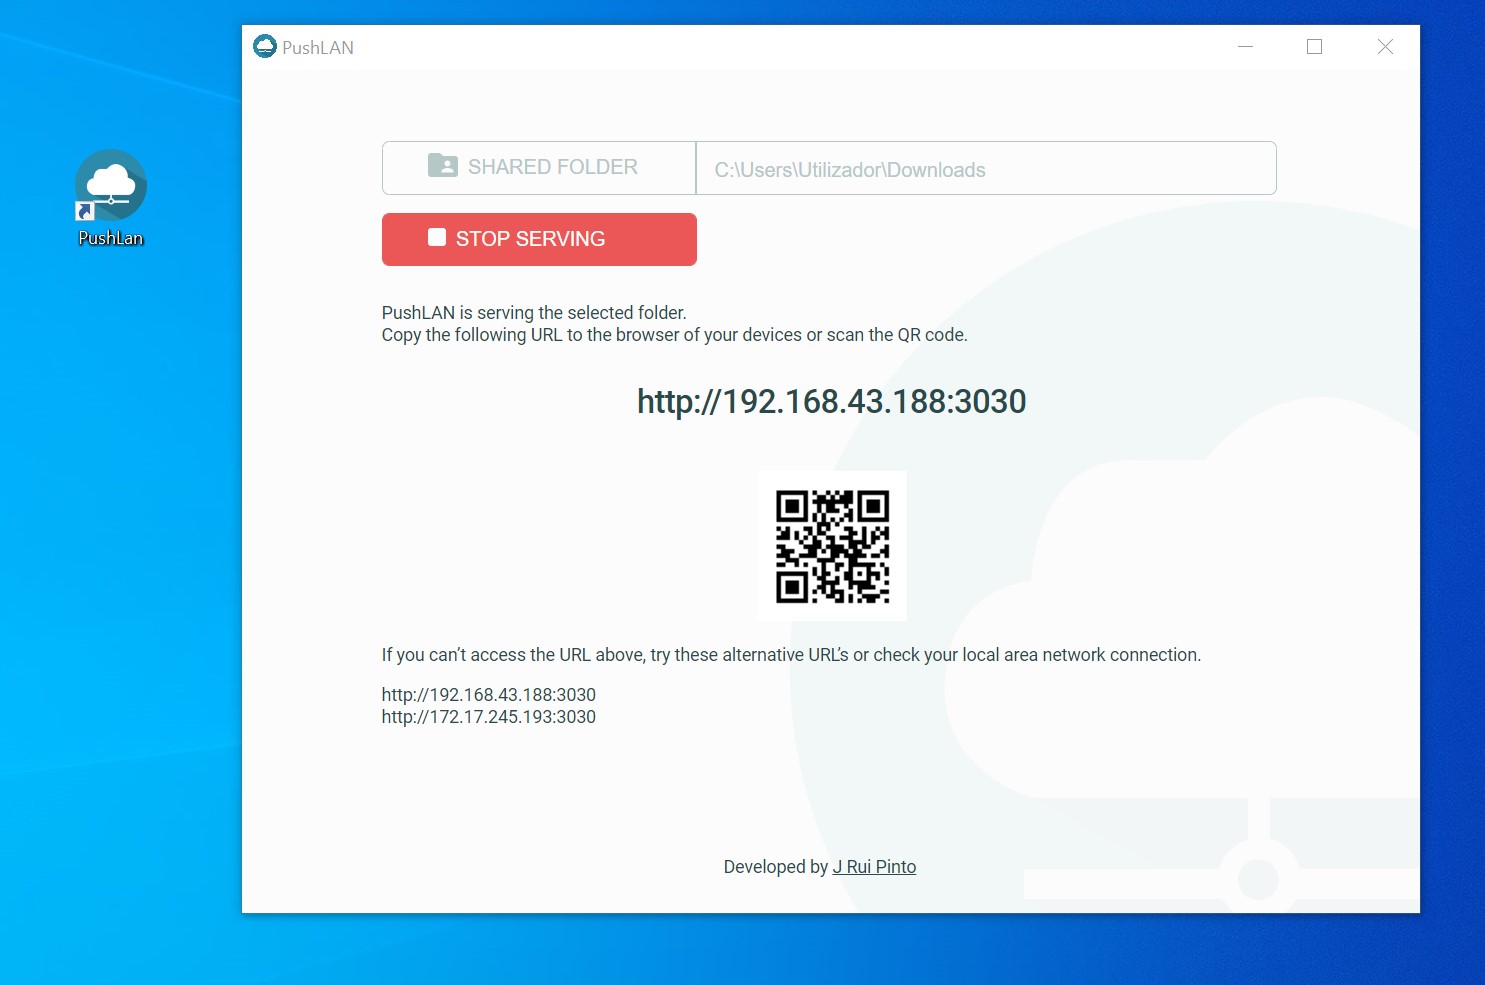 PushLAN
PushLan
SHARED FOLDER
C:\Users\Utilizador\Downloads
STOP SERVING
PushLAN is serving the selected folder.
Copy the following URL to the browser of your devices or scan the QR code.
http://192.168.43.188:3030
If you can’t access the URL above, try these alternative URL’s or check your local area network connection.
http://192.168.43.188:3030
http://172.17.245.193:3030
Developed by J Rui Pinto